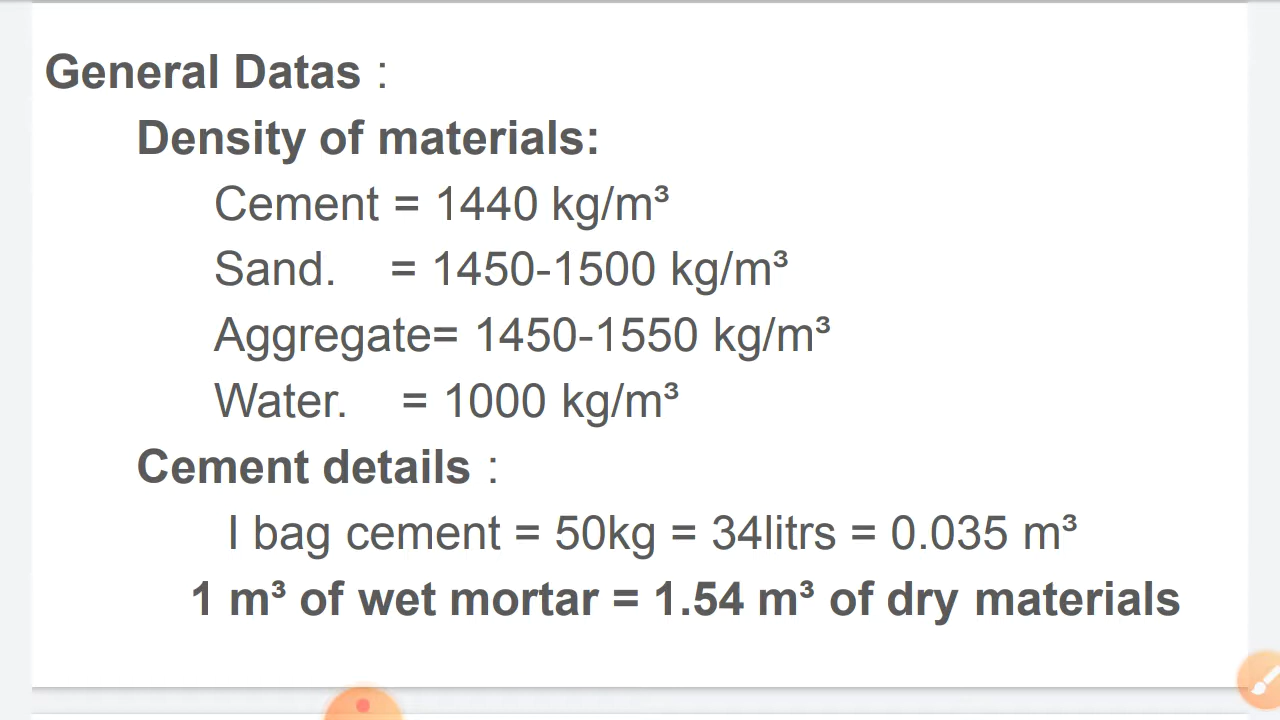 General Datas :
Density of materials:
Cement = 1440 kg/m³
Sand. = 1450-1500 kg/m³
Aggregate= 1450-1550 kg/m³
Water. = 1000 kg/m³
Cement details :
I bag cement = 50kg = 34litrs = 0.035 m³
1 m³ of wet mortar = 1.54 m³ of dry materials